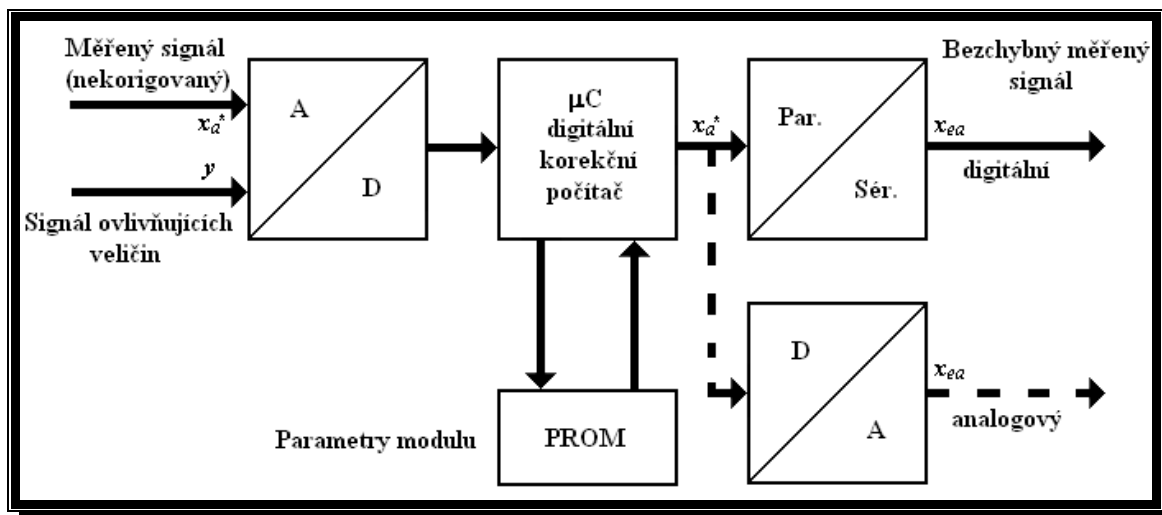 Měřený signál
(nekorigovaný)
xa*
y
Signál ovlivňujících
veličin
A
D
μC
digitální
korekční
počítač
xa*
Par.
Sér.
Bezchybný měřený
signál
xea
digitální
Parametry modulu
PROM
D
A
xea
analogový